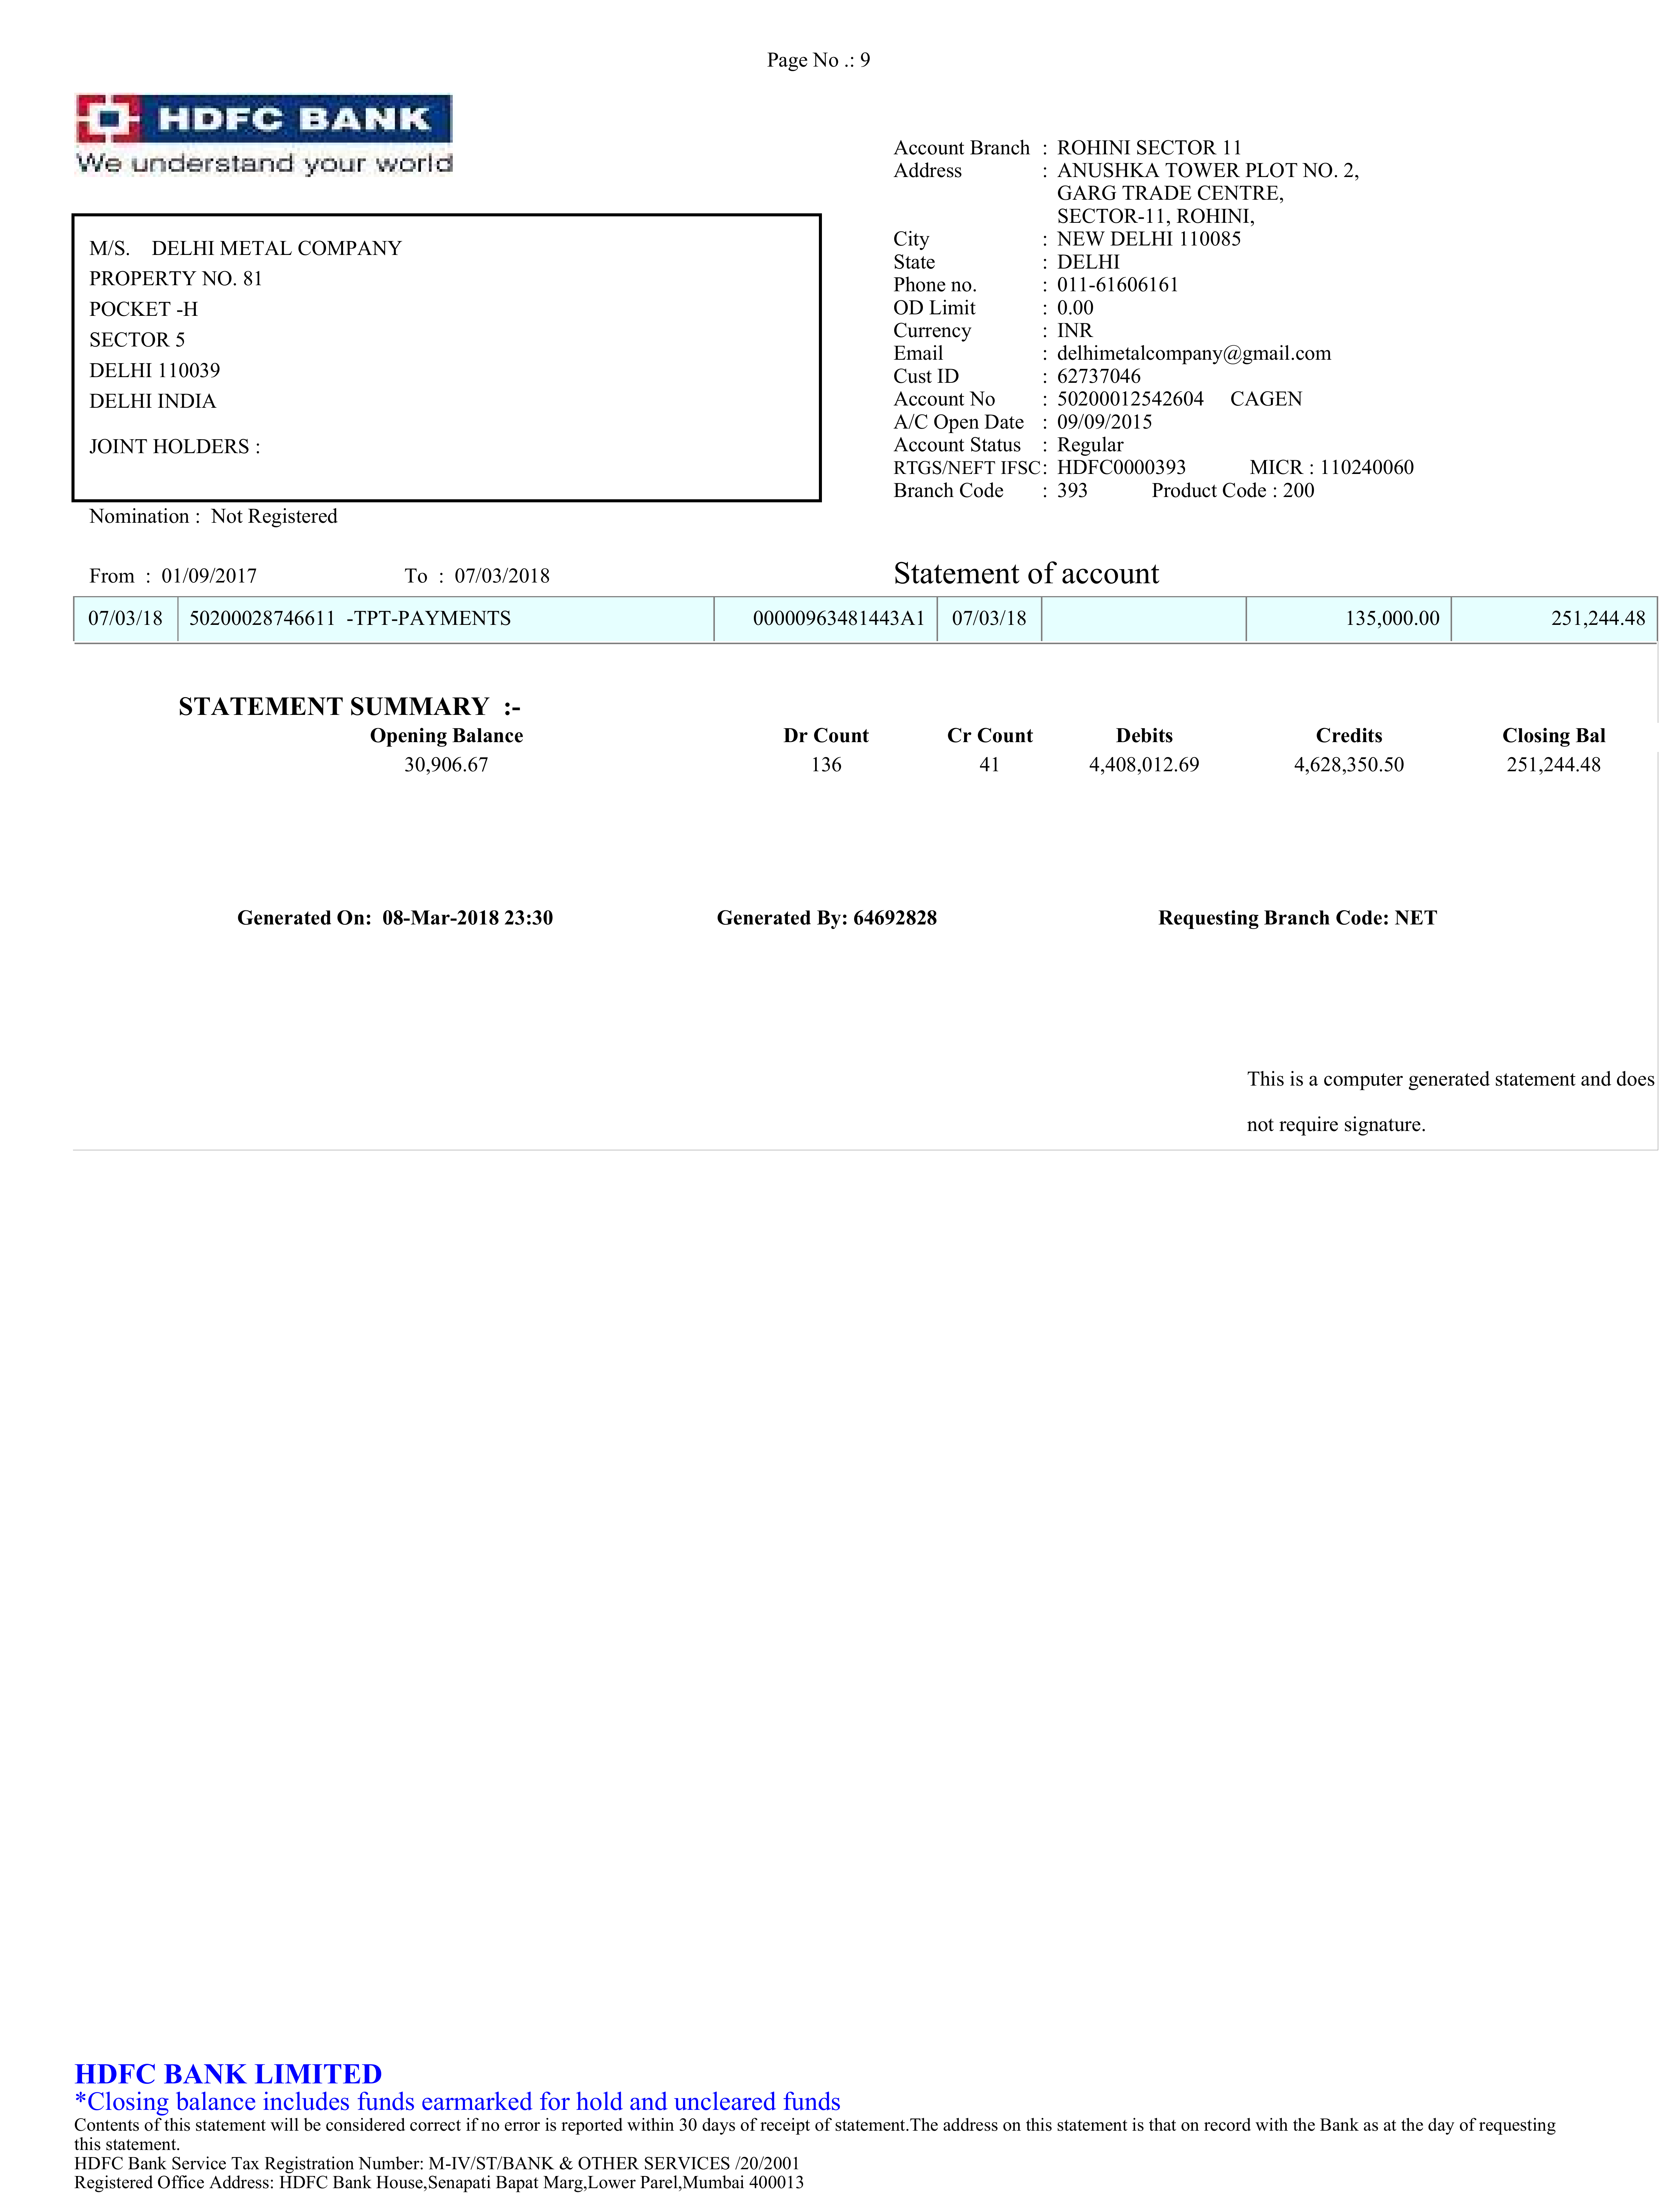 Page No .: 9
HDFC BANK
We understand your world
Account Branch : ROHINI SECTOR 11
Address : ANUSHKA TOWER PLOT NO. 2,
GARG TRADE CENTRE,
SECTOR-11, ROHINI,
City : NEW DELHI 110085
State : DELHI
Phone no. : 011-61606161
OD Limit : 0.00
Currency : INR
Email : delhimetalcompany@gmail.com
Cust ID : 62737046
Account No : 50200012542604 CAGEN
A/C Open Date : 09/09/2015
Account Status : Regular
RTGS/NEFT IFSC : HDFC0000393 MICR : 110240060
Branch Code : 393 Product Code : 200
M/S. DELHI METAL COMPANY
PROPERTY NO. 81
POCKET -H
SECTOR 5
DELHI 110039
DELHI INDIA
JOINT HOLDERS :
Nomination : Not Registered
From : 01/09/2017 To : 07/03/2018 Statement of account
07/03/18 50200028746611 -TPT-PAYMENTS 00000963481443A1 07/03/18 135,000.00 251,244.48
STATEMENT SUMMARY :-
Opening Balance Dr Count Cr Count Debits Credits Closing Bal
30,906.67 136 41 4,408,012.69 4,628,350.50 251,244.48
Generated On: 08-Mar-2018 23:30 Generated By: 64692828 Requesting Branch Code: NET
This is a computer generated statement and does
not require signature.
HDFC BANK LIMITED
*Closing balance includes funds earmarked for hold and uncleared funds
Contents of this statement will be considered correct if no error is reported within 30 days of receipt of statement.The address on this statement is that on record with the Bank as at the day of requesting
this statement.
HDFC Bank Service Tax Registration Number: M-IV/ST/BANK & OTHER SERVICES /20/2001
Registered Office Address: HDFC Bank House,Senapati Bapat Marg,Lower Parel,Mumbai 400013